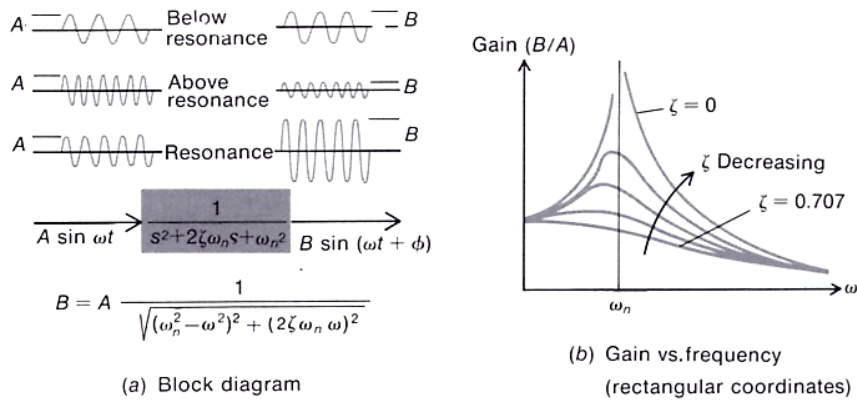 A Below resonance B
A Above resonance B
A Resonance B
A sin ωt
1
s²+2ζωₙs+ωₙ²
B sin (ωt + ϕ)
B = A 1
√(ωₙ²−ω²)² + (2ζωₙ ω)²
(a) Block diagram
Gain (B/A)
ζ = 0
ζ Decreasing
ζ = 0.707
ω
ωₙ
(b) Gain vs.frequency
(rectangular coordinates)